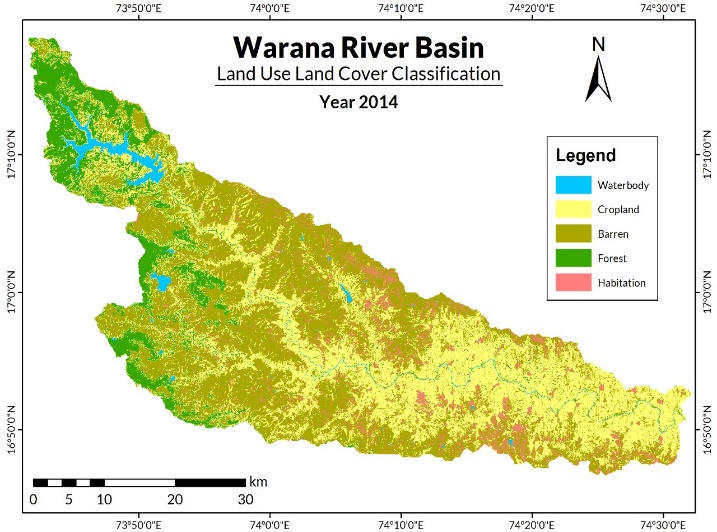 73°50'0"E 74°0'0"E 74°10'0"E 74°20'0"E 74°30'0"E
Warana River Basin
Land Use Land Cover Classification
Year 2014
N
17°10'0"N 17°10'0"N
Legend
Waterbody
Cropland
Barren
Forest
Habitation
17°0'0"N 17°0'0"N
16°50'0"N 16°50'0"N
km
0 5 10 20 30
73°50'0"E 74°0'0"E 74°10'0"E 74°20'0"E 74°30'0"E